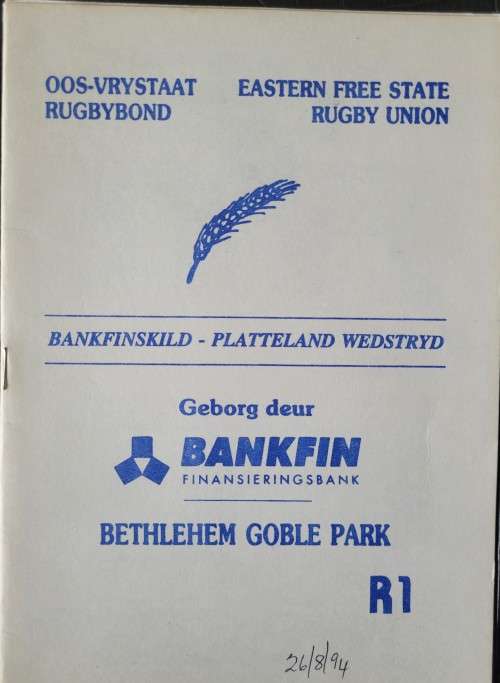 OOS-VRYSTAAT
RUGBYBOND
EASTERN FREE STATE
RUGBY UNION
BANKFINSKILD - PLATTELAND WEDSTRYD
Geborg deur
BANKFIN
FINANSIERINGSBANK
BETHLEHEM GOBLE PARK
R1
26/8/94